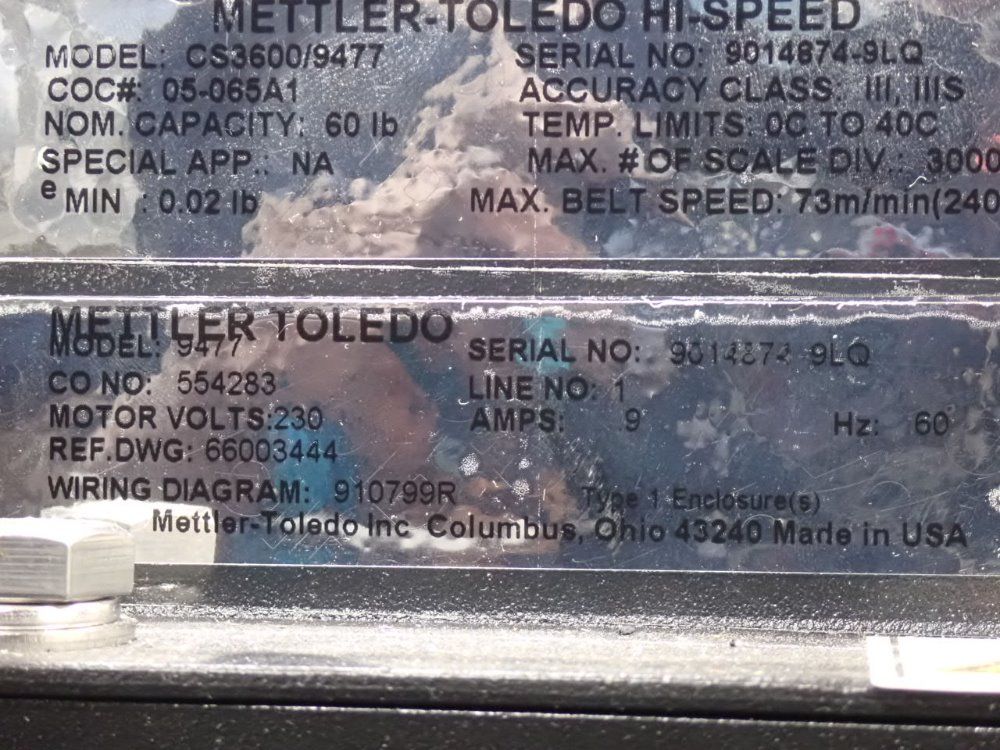 METTLER-TOLEDO HI-SPEED
MODEL: CS3600/9477 SERIAL NO: 9014874-9LQ
COC#: 05-065A1 ACCURACY CLASS: III, IIIS
NOM. CAPACITY: 60 lb TEMP. LIMITS: 0C TO 40C
SPECIAL APP.: NA MAX. # OF SCALE DIV.: 3000
e MIN : 0.02 lb MAX. BELT SPEED: 73m/min(240
METTLER TOLEDO
MODEL: 9477 SERIAL NO: 9014874-9LQ
CO NO: 554283 LINE NO: 1
MOTOR VOLTS:230 AMPS: 9 Hz: 60
REF.DWG: 66003444
WIRING DIAGRAM: 910799R Type 1 Enclosure(s)
Mettler-Toledo Inc. Columbus, Ohio 43240 Made in USA